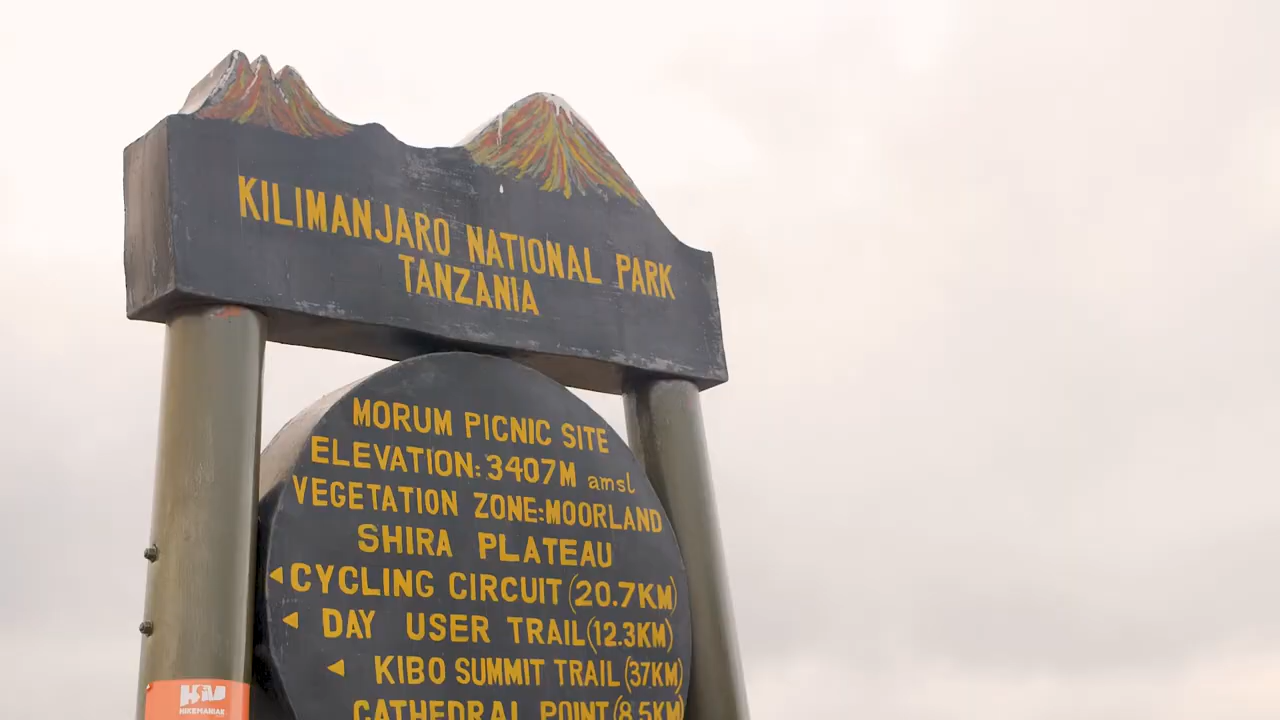 KILIMANJARO NATIONAL PARK
TANZANIA
MORUM PICNIC SITE
ELEVATION: 3407M amsl
VEGETATION ZONE:MOORLAND
SHIRA PLATEAU
◄CYCLING CIRCUIT (20.7KM)
◄ DAY USER TRAIL (12.3KM)
◄ KIBO SUMMIT TRAIL (37KM)
CATHEDRAL POINT (8.5KM)
HIKEMANIAK